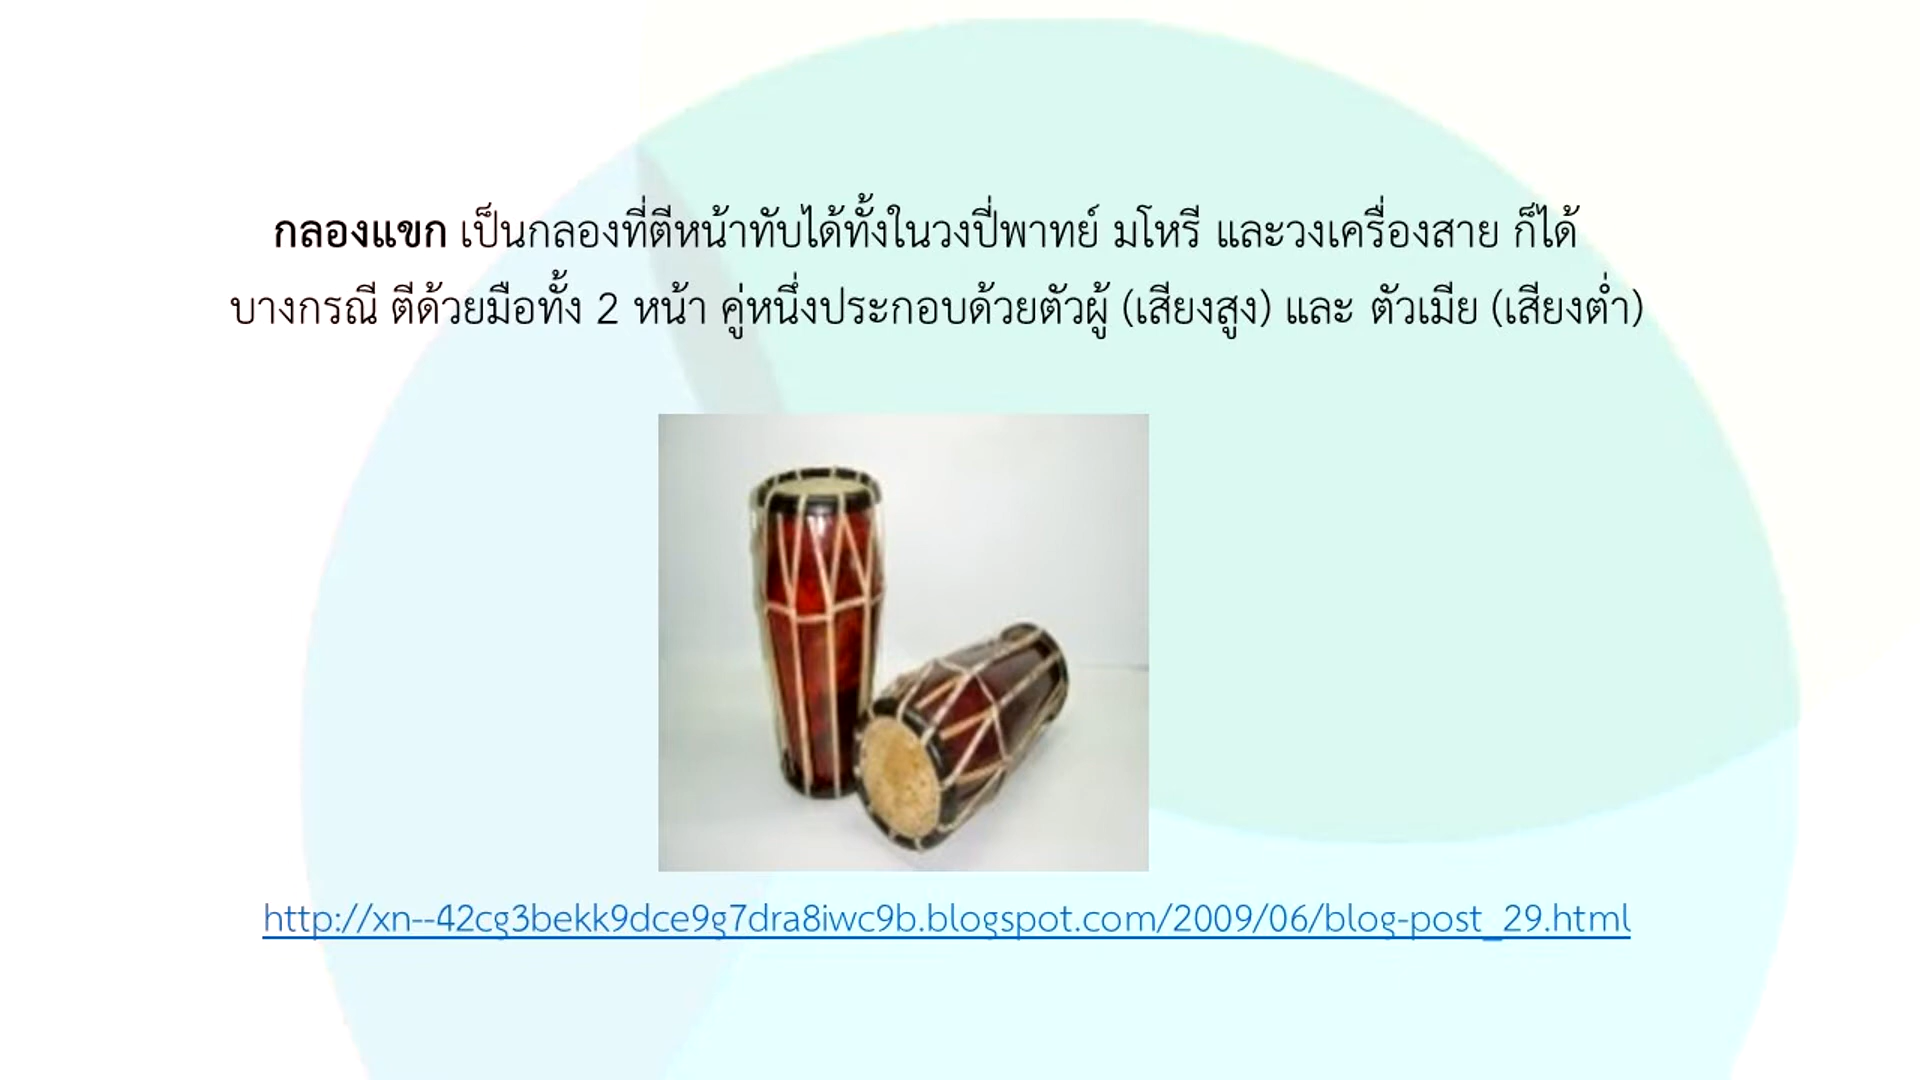 กลองแขก เป็นกลองที่ตีหน้าทับได้ทั้งในวงปี่พาทย์ มโหรี และวงเครื่องสาย ก็ได้
บางกรณี ตีด้วยมือทั้ง 2 หน้า คู่หนึ่งประกอบด้วยตัวผู้ (เสียงสูง) และ ตัวเมีย (เสียงต่ำ)
http://xn--42cg3bekk9dce9g7dra8iwc9b.blogspot.com/2009/06/blog-post_29.html